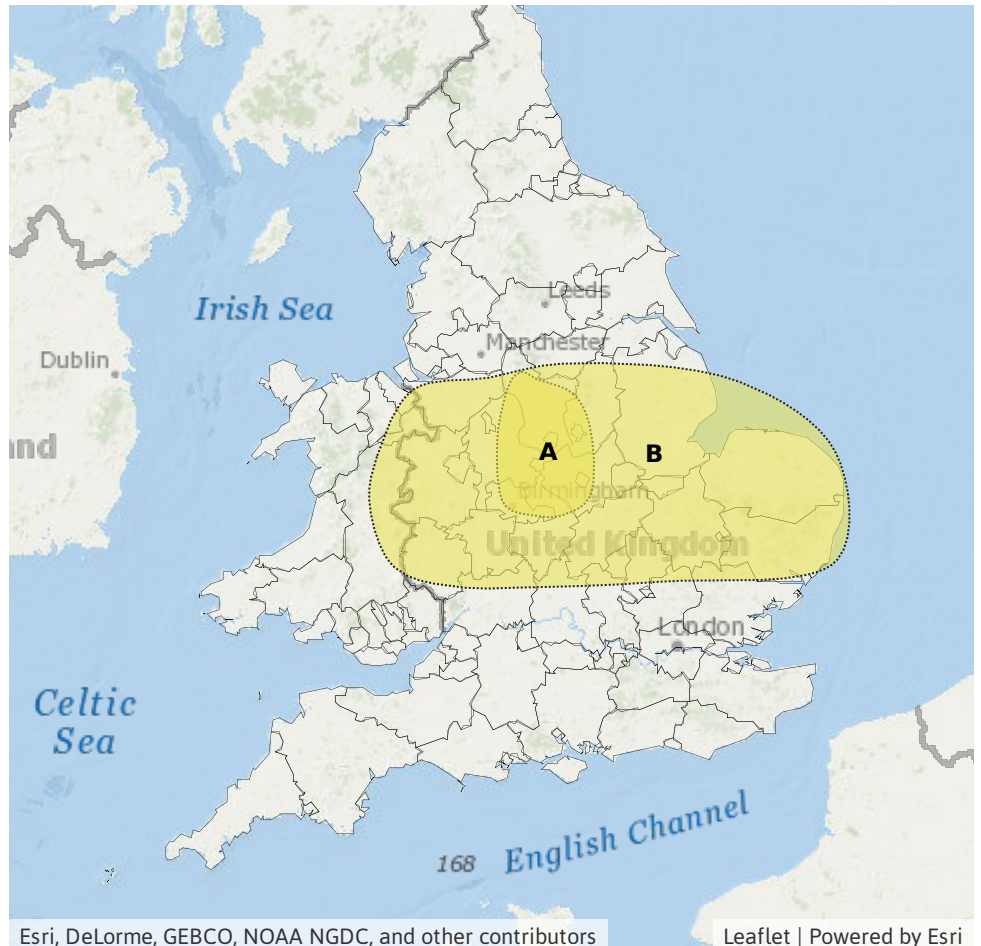 Leeds
Irish Sea
Manchester
Dublin
nd
A
B
Birmingham
United Kingdom
London
Celtic
Sea
English Channel
168
Esri, DeLorme, GEBCO, NOAA NGDC, and other contributors
Leaflet | Powered by Esri